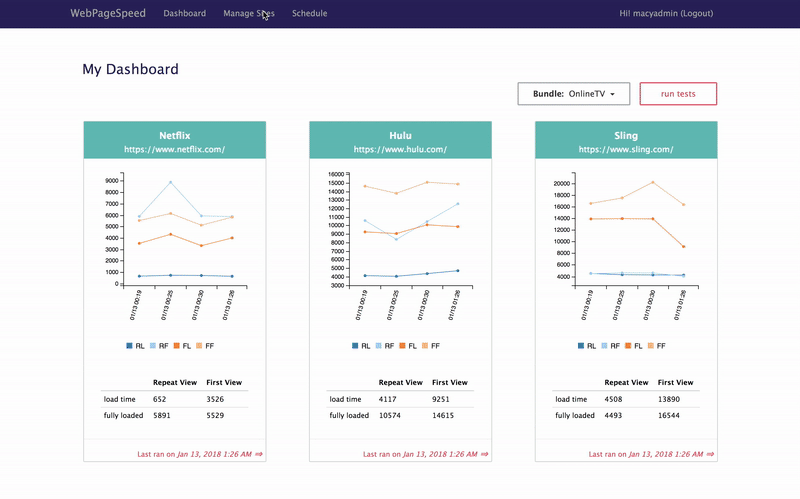 WebPageSpeed Dashboard Manage Sites Schedule Hi! macyadmin (Logout)
My Dashboard
Bundle: OnlineTV run tests
Netflix
https://www.netflix.com/
9000
8000
7000
6000
5000
4000
3000
2000
1000
0
01/13 00:19 01/13 00:25 01/13 00:30 01/13 01:26
RL RF FL FF
Repeat View First View
load time 652 3526
fully loaded 5891 5529
Last ran on Jan 13, 2018 1:26 AM ⇒
Hulu
https://www.hulu.com/
16000
15000
14000
13000
12000
11000
10000
9000
8000
7000
6000
5000
4000
3000
01/13 00:19 01/13 00:25 01/13 00:30 01/13 01:26
RL RF FL FF
Repeat View First View
load time 4117 9251
fully loaded 10574 14615
Last ran on Jan 13, 2018 1:26 AM ⇒
Sling
https://www.sling.com/
20000
18000
16000
14000
12000
10000
8000
6000
4000
01/13 00:19 01/13 00:25 01/13 00:30 01/13 01:26
RL RF FL FF
Repeat View First View
load time 4508 13890
fully loaded 4493 16544
Last ran on Jan 13, 2018 1:26 AM ⇒